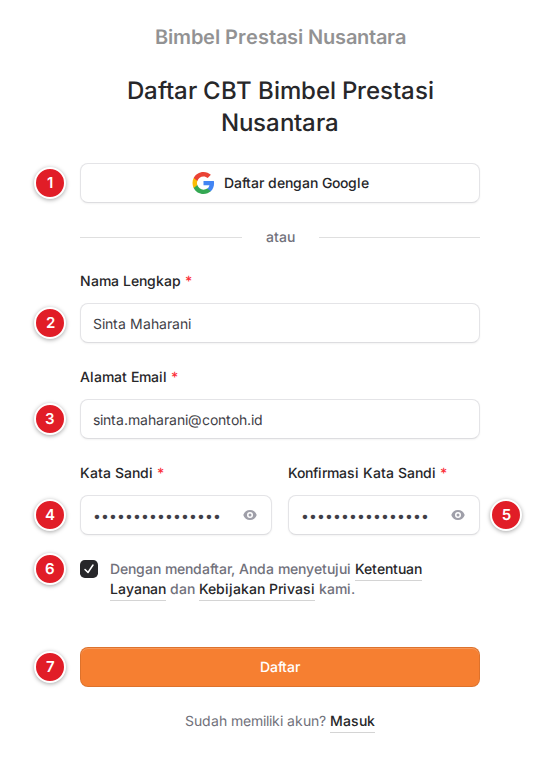 Bimbel Prestasi Nusantara
Daftar CBT Bimbel Prestasi
Nusantara
1
Daftar dengan Google
atau
Nama Lengkap *
2
Sinta Maharani
Alamat Email *
3
sinta.maharani@contoh.id
Kata Sandi *
Konfirmasi Kata Sandi *
4
••••••••••••••••
••••••••••••••••
5
6
Dengan mendaftar, Anda menyetujui Ketentuan
Layanan dan Kebijakan Privasi kami.
7
Daftar
Sudah memiliki akun? Masuk